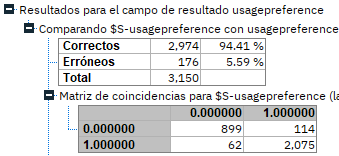 Resultados para el campo de resultado usagepreference
Comparando $S-usagepreference con usagepreference
Correctos 2,974 94.41 %
Erróneos 176 5.59 %
Total 3,150
Matriz de coincidencias para $S-usagepreference (la
0.000000 1.000000
0.000000 899 114
1.000000 62 2,075